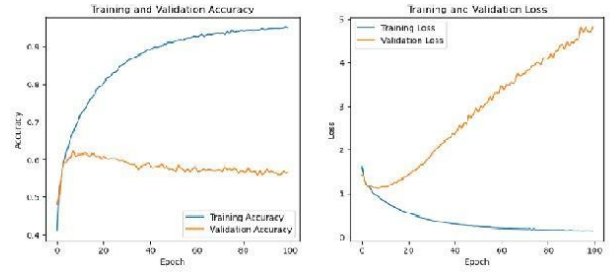 Training and Validation Accuracy
0.9
0.8
0.7
0.6
0.5
0.4
Accuracy
0 20 40 60 80 100
Epoch
Training Accuracy
Validation Accuracy
Training and Validation Loss
Training Loss
Validation Loss
5
4
3
2
1
0
Loss
0 20 40 60 80 100
Epoch